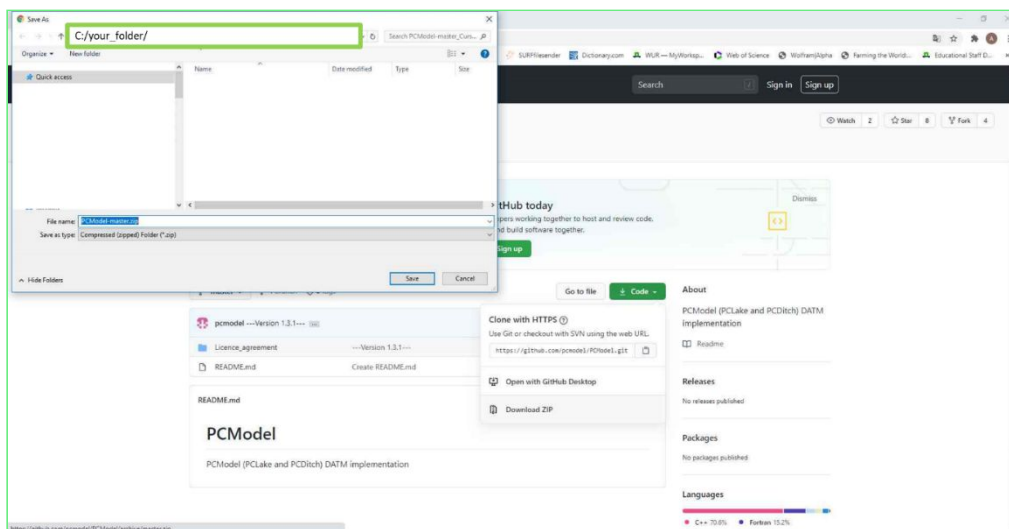 Save As
C:/your_folder/
Search PCModel-master_Curs...
Organize
New folder
Quick access
Name
Date modified
Type
Size
File name: PCModel-master.zip
Save as type: Compressed (zipped) Folder (*.zip)
Hide Folders
Save
Cancel
SURFfilesender
Dictionary.com
WUR — MyWorksp...
Web of Science
Wolfram|Alpha
Farming the World...
Educational Staff D...
Search
/
Sign in
Sign up
Watch 2
Star 8
Fork 4
tHub today
Dismiss
pers working together to host and review code,
nd build software together.
ign up
Go to file
Code
About
PCModel (PCLake and PCDitch) DATM
implementation
Readme
Clone with HTTPS
Use Git or checkout with SVN using the web URL.
https://github.com/pcmodel/PCModel.git
Open with GitHub Desktop
Download ZIP
pcmodel ---Version 1.3.1---
Licence_agreement
---Version 1.3.1---
README.md
Create README.md
Releases
No releases published
README.md
PCModel
PCModel (PCLake and PCDitch) DATM implementation
Packages
No packages published
Languages
C++ 70.6%
Fortran 15.2%